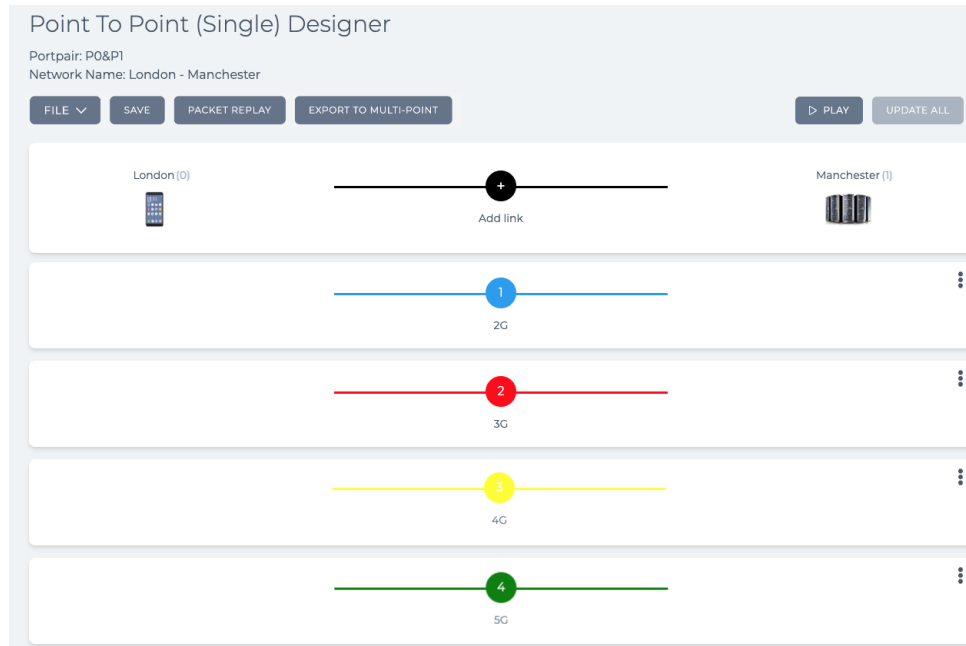 Point To Point (Single) Designer
Portpair: P0&P1
Network Name: London - Manchester
FILE SAVE PACKET REPLAY EXPORT TO MULTI-POINT PLAY UPDATE ALL
London (0) + Manchester (1)
Add link
1
2G
2
3G
3
4G
4
5G